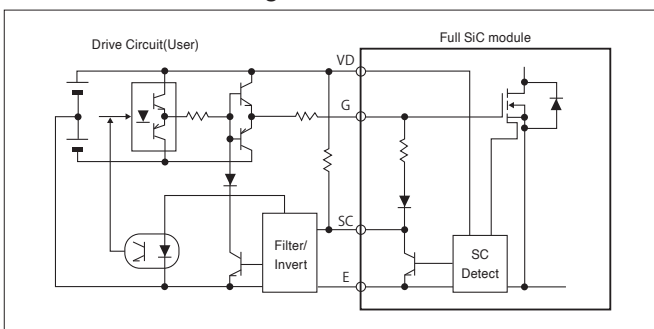 Drive Circuit(User)
Full SiC module
VD
G
SC
Filter/
Invert
SC
Detect
E